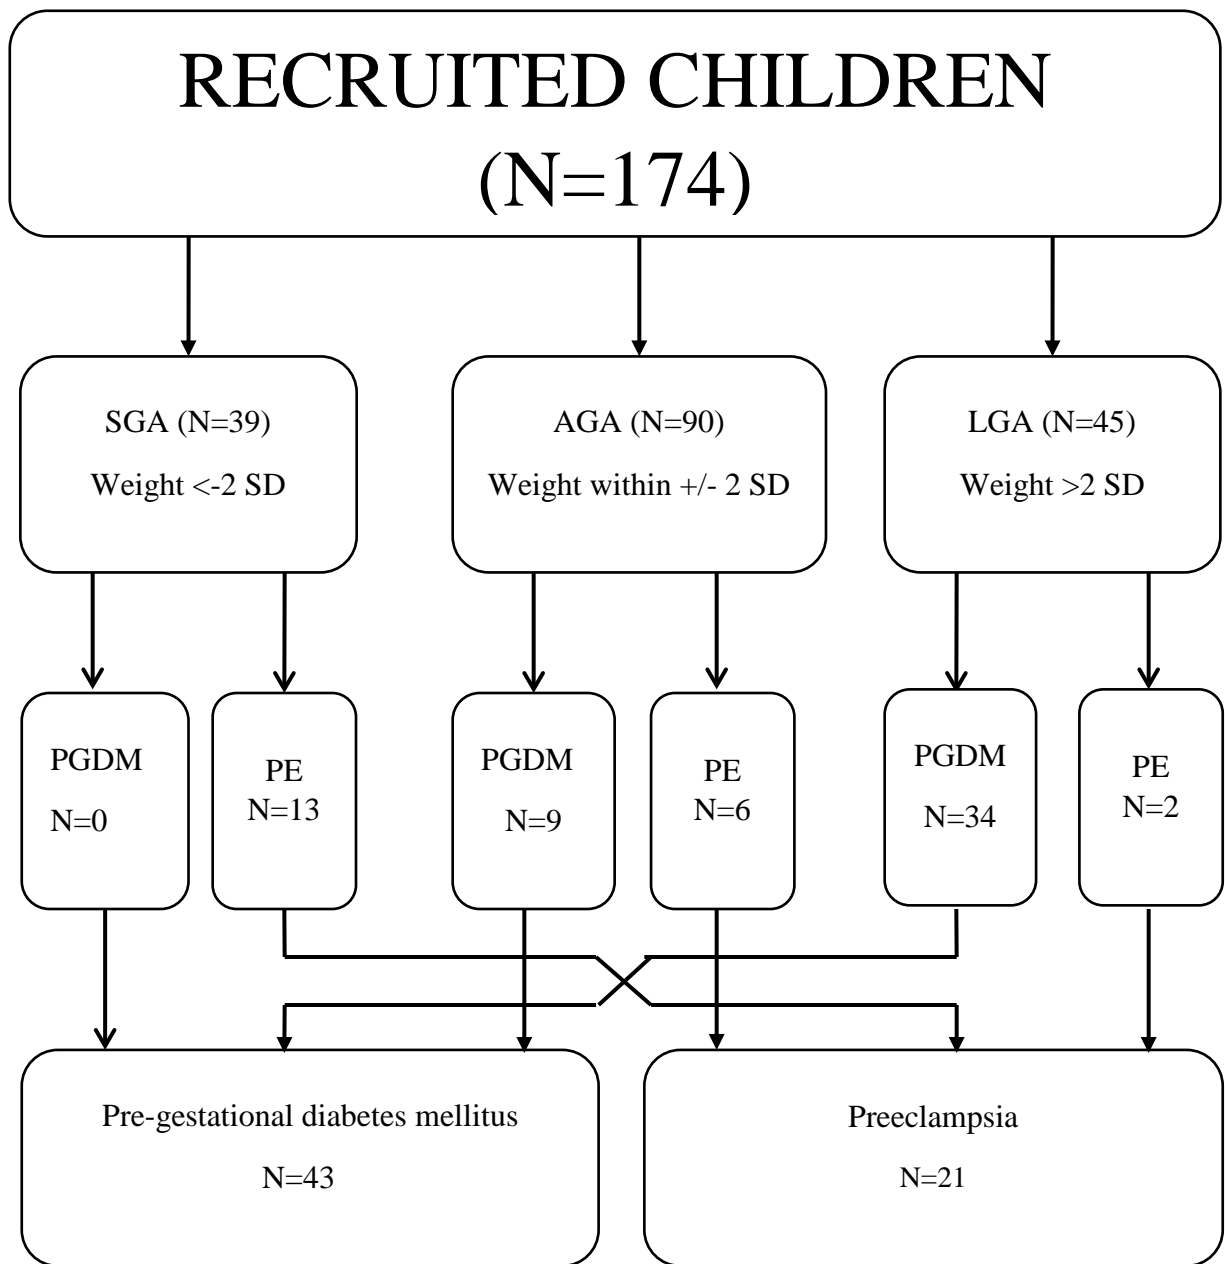 RECRUITED CHILDREN
(N=174)
SGA (N=39)
Weight <-2 SD
AGA (N=90)
Weight within +/- 2 SD
LGA (N=45)
Weight >2 SD
PGDM
N=0
PE
N=13
PGDM
N=9
PE
N=6
PGDM
N=34
PE
N=2
Pre-gestational diabetes mellitus
N=43
Preeclampsia
N=21